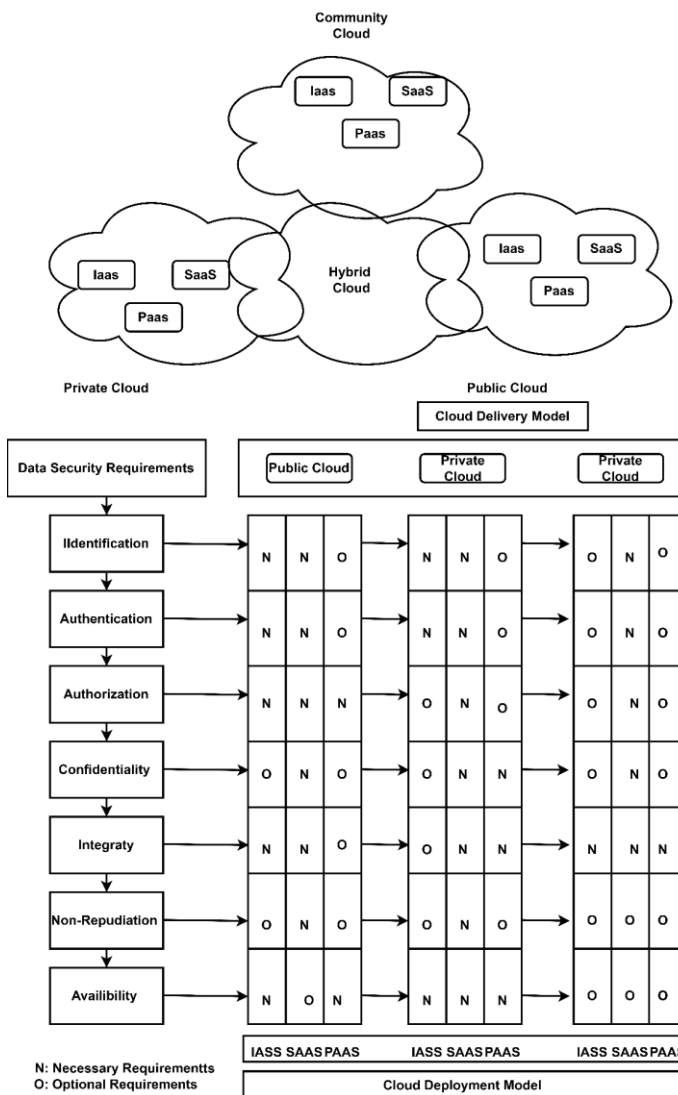 Community
Cloud
Iaas
SaaS
Paas
Iaas
SaaS
Paas
Hybrid
Cloud
Iaas
SaaS
Paas
Private Cloud
Public Cloud
Cloud Delivery Model
Data Security Requirements
Public Cloud
Private
Cloud
Private
Cloud
IIdentification
N N O N N O O N O
Authentication
N N O N N O O N O
Authorization
N N N O N O O N O
Confidentiality
O N O O N N O N O
Integraty
N N O O N N N N N
Non-Repudiation
O N O O N O O O O
Availibility
N O N N N N O O O
IASS SAAS PAAS IASS SAAS PAAS IASS SAAS PAAS
N: Necessary Requirementts
O: Optional Requirements
Cloud Deployment Model